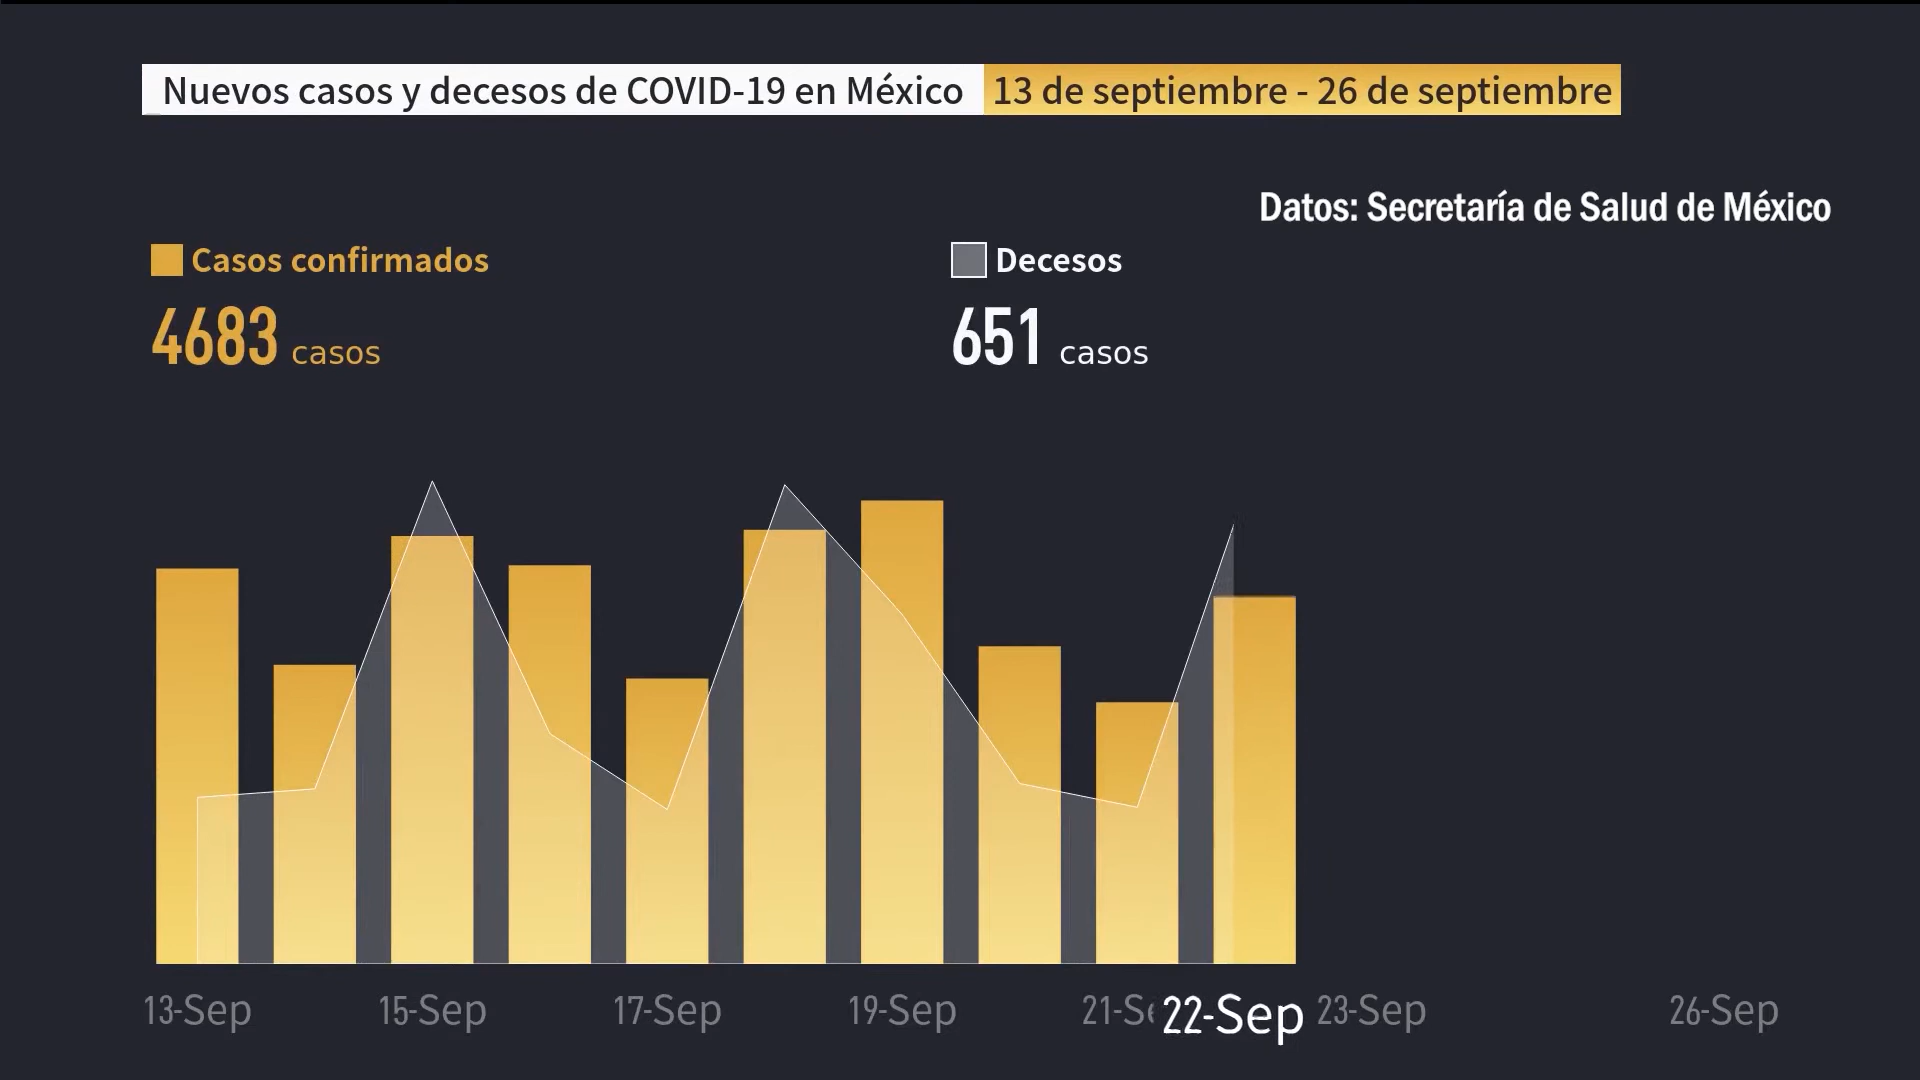 Nuevos casos y decesos de COVID-19 en México 13 de septiembre - 26 de septiembre
Datos: Secretaría de Salud de México
Casos confirmados
4683 casos
Decesos
651 casos
13-Sep 15-Sep 17-Sep 19-Sep 21-Se 22-Sep 23-Sep 26-Sep